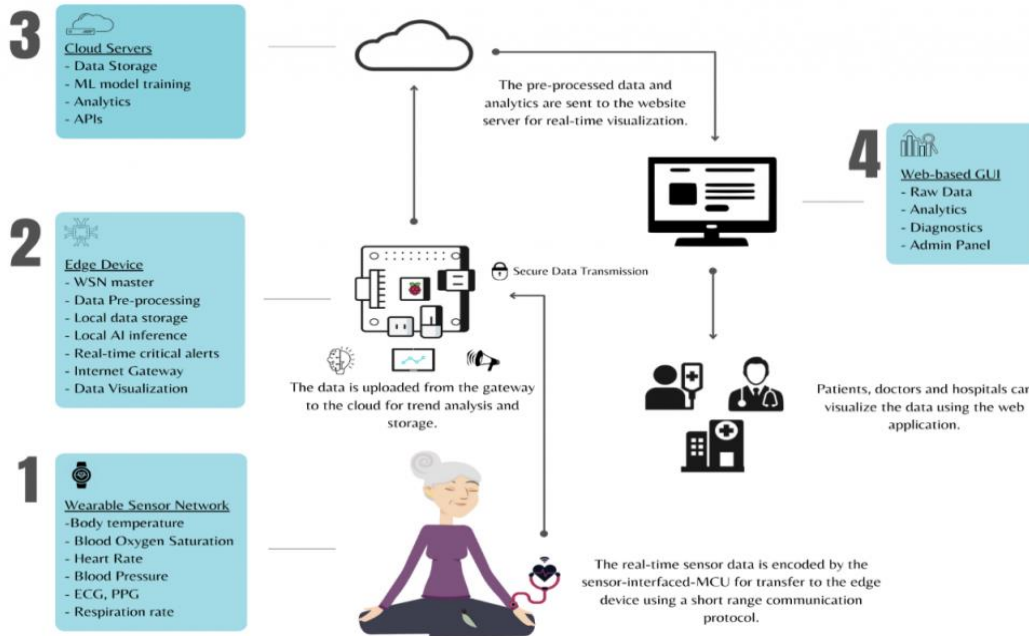 3
Cloud Servers
- Data Storage
- ML model training
- Analytics
- APIs
The pre-processed data and
analytics are sent to the website
server for real-time visualization.
4
Web-based GUI
- Raw Data
- Analytics
- Diagnostics
- Admin Panel
2
Edge Device
- WSN master
- Data Pre-processing
- Local data storage
- Local AI inference
- Real-time critical alerts
- Internet Gateway
- Data Visualization
Secure Data Transmission
The data is uploaded from the gateway
to the cloud for trend analysis and
storage.
Patients, doctors and hospitals can
visualize the data using the web
application.
1
Wearable Sensor Network
-Body temperature
- Blood Oxygen Saturation
- Heart Rate
- Blood Pressure
- ECG, PPG
- Respiration rate
The real-time sensor data is encoded by the
sensor-interfaced-MCU for transfer to the edge
device using a short range communication
protocol.